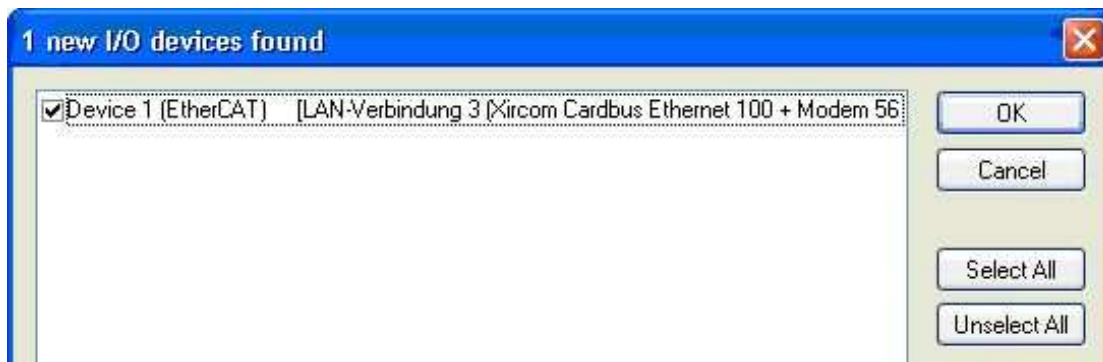 1 new I/O devices found
Device 1 (EtherCAT) [LAN-Verbindung 3 (Xircom Cardbus Ethernet 100 + Modem 56
OK
Cancel
Select All
Unselect All